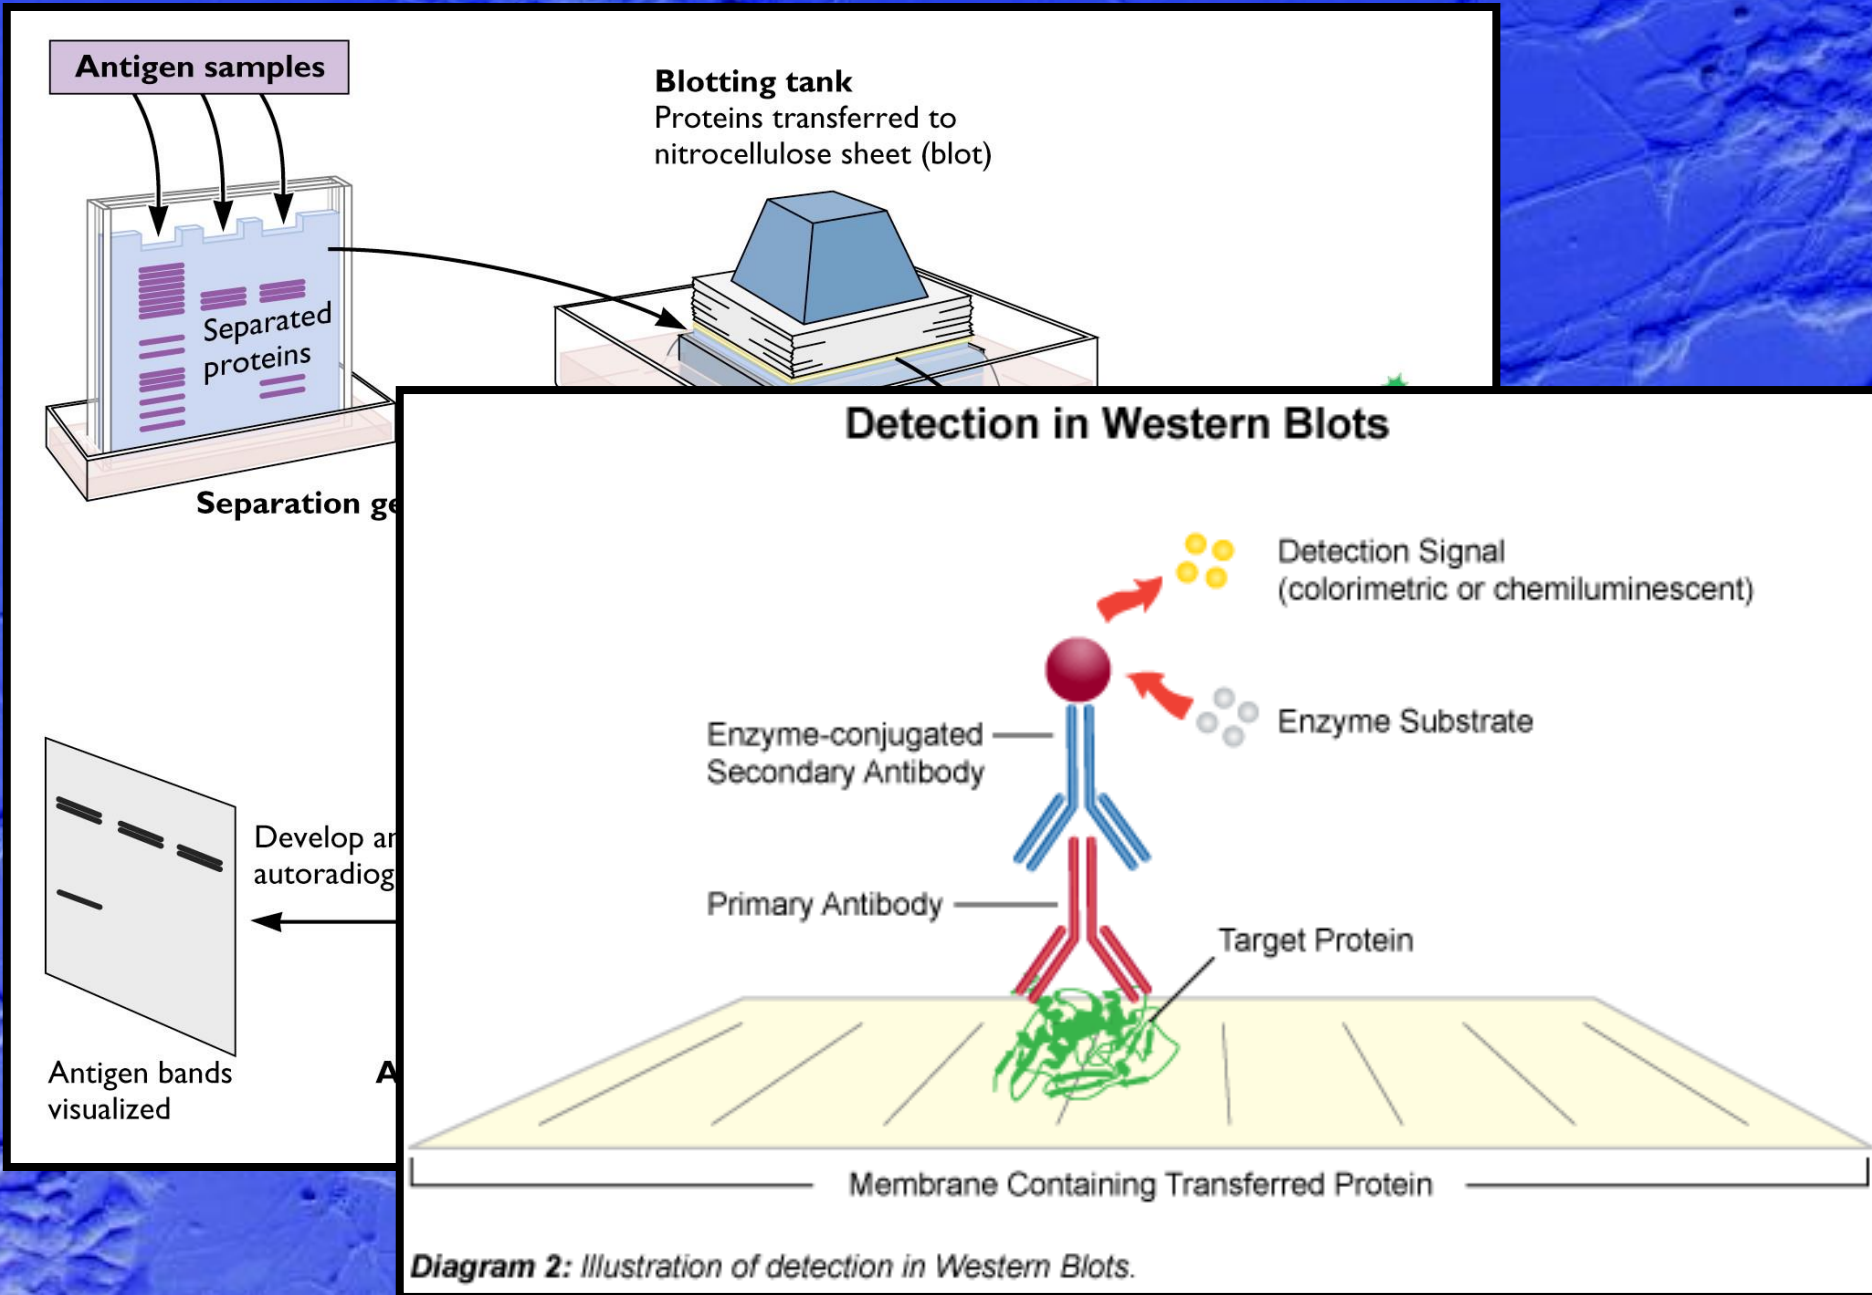 Antigen samples
Blotting tank
Proteins transferred to
nitrocellulose sheet (blot)
Separated
proteins
Separation
Develop
Antigen bands
visualized
Detection in Western Blots
Detection Signal
(colorimetric or chemiluminescent)
Enzyme Substrate
Enzyme-conjugated
Secondary Antibody
Primary Antibody
Target Protein
Membrane Containing Transferred Protein
Diagram 2: Illustration of detection in Western Blots.